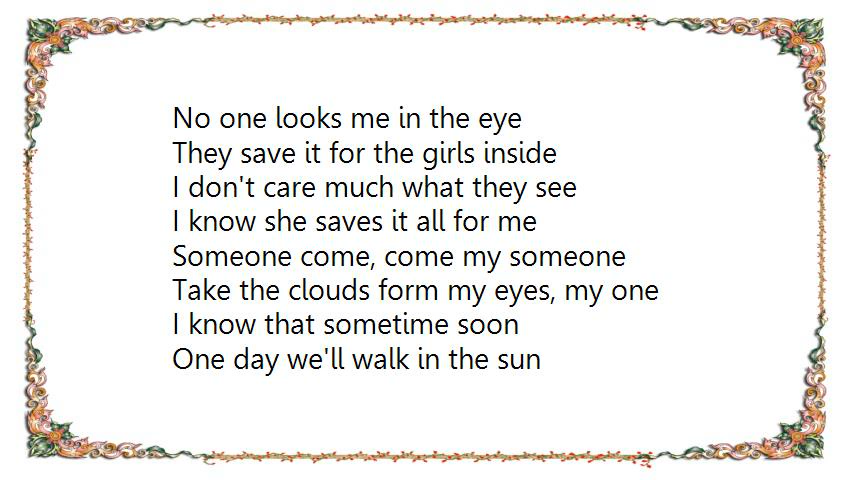 No one looks me in the eye
They save it for the girls inside
I don't care much what they see
I know she saves it all for me
Someone come, come my someone
Take the clouds form my eyes, my one
I know that sometime soon
One day we'll walk in the sun